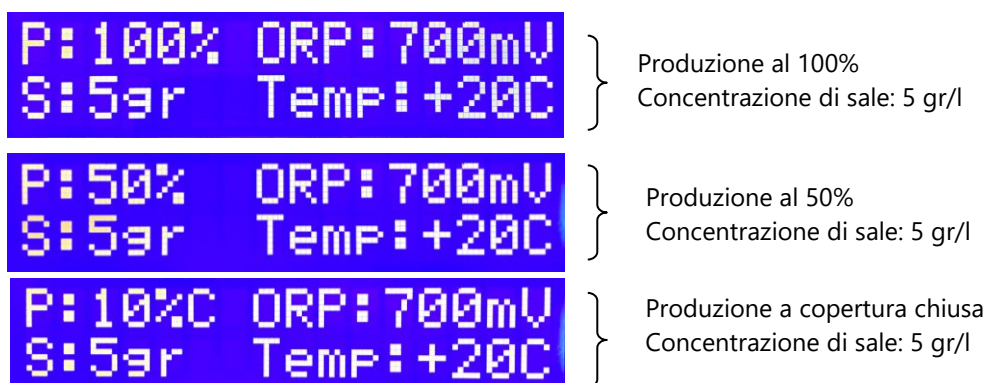 P:100% ORP:700mV
S:5gr Temp:+20C
Produzione al 100%
Concentrazione di sale: 5 gr/l
P:50% ORP:700mV
S:5gr Temp:+20C
Produzione al 50%
Concentrazione di sale: 5 gr/l
P:10%C ORP:700mV
S:5gr Temp:+20C
Produzione a copertura chiusa
Concentrazione di sale: 5 gr/l